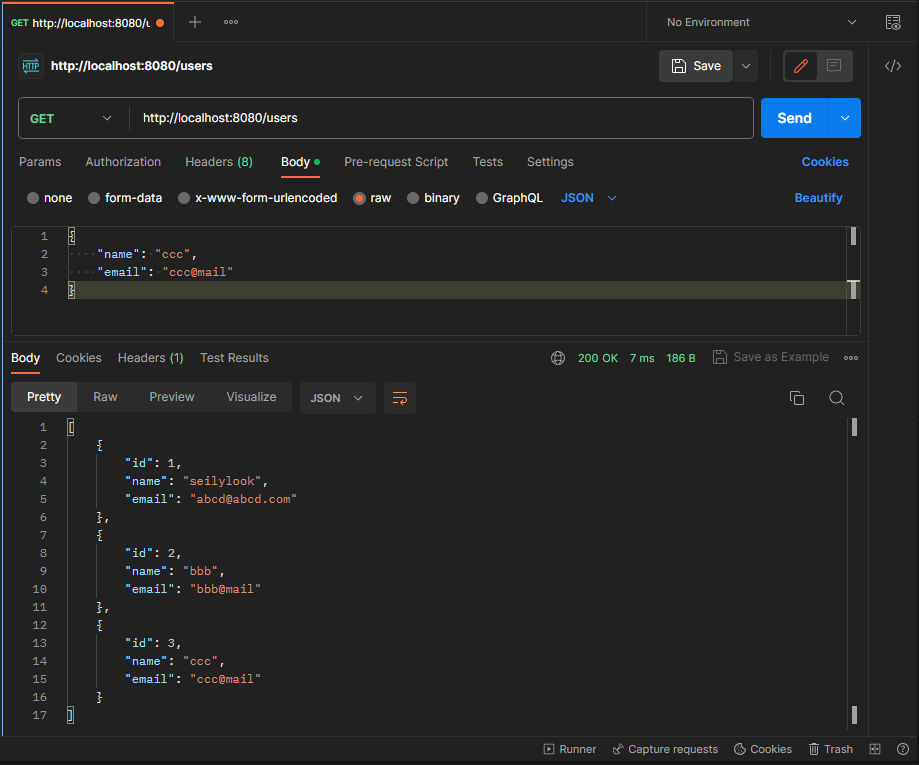 GET http://localhost:8080/u
No Environment
HTTP http://localhost:8080/users
Save
GET http://localhost:8080/users
Send
Params Authorization Headers (8) Body Pre-request Script Tests Settings Cookies
none form-data x-www-form-urlencoded raw binary GraphQL JSON Beautify
1 {
2 "name": "ccc",
3 "email": "ccc@mail"
4 }
Body Cookies Headers (1) Test Results 200 OK 7 ms 186 B Save as Example
Pretty Raw Preview Visualize JSON
1 [
2 {
3 "id": 1,
4 "name": "seilylook",
5 "email": "abcd@abcd.com"
6 },
7 {
8 "id": 2,
9 "name": "bbb",
10 "email": "bbb@mail"
11 },
12 {
13 "id": 3,
14 "name": "ccc",
15 "email": "ccc@mail"
16 }
17 ]
Runner Capture requests Cookies Trash